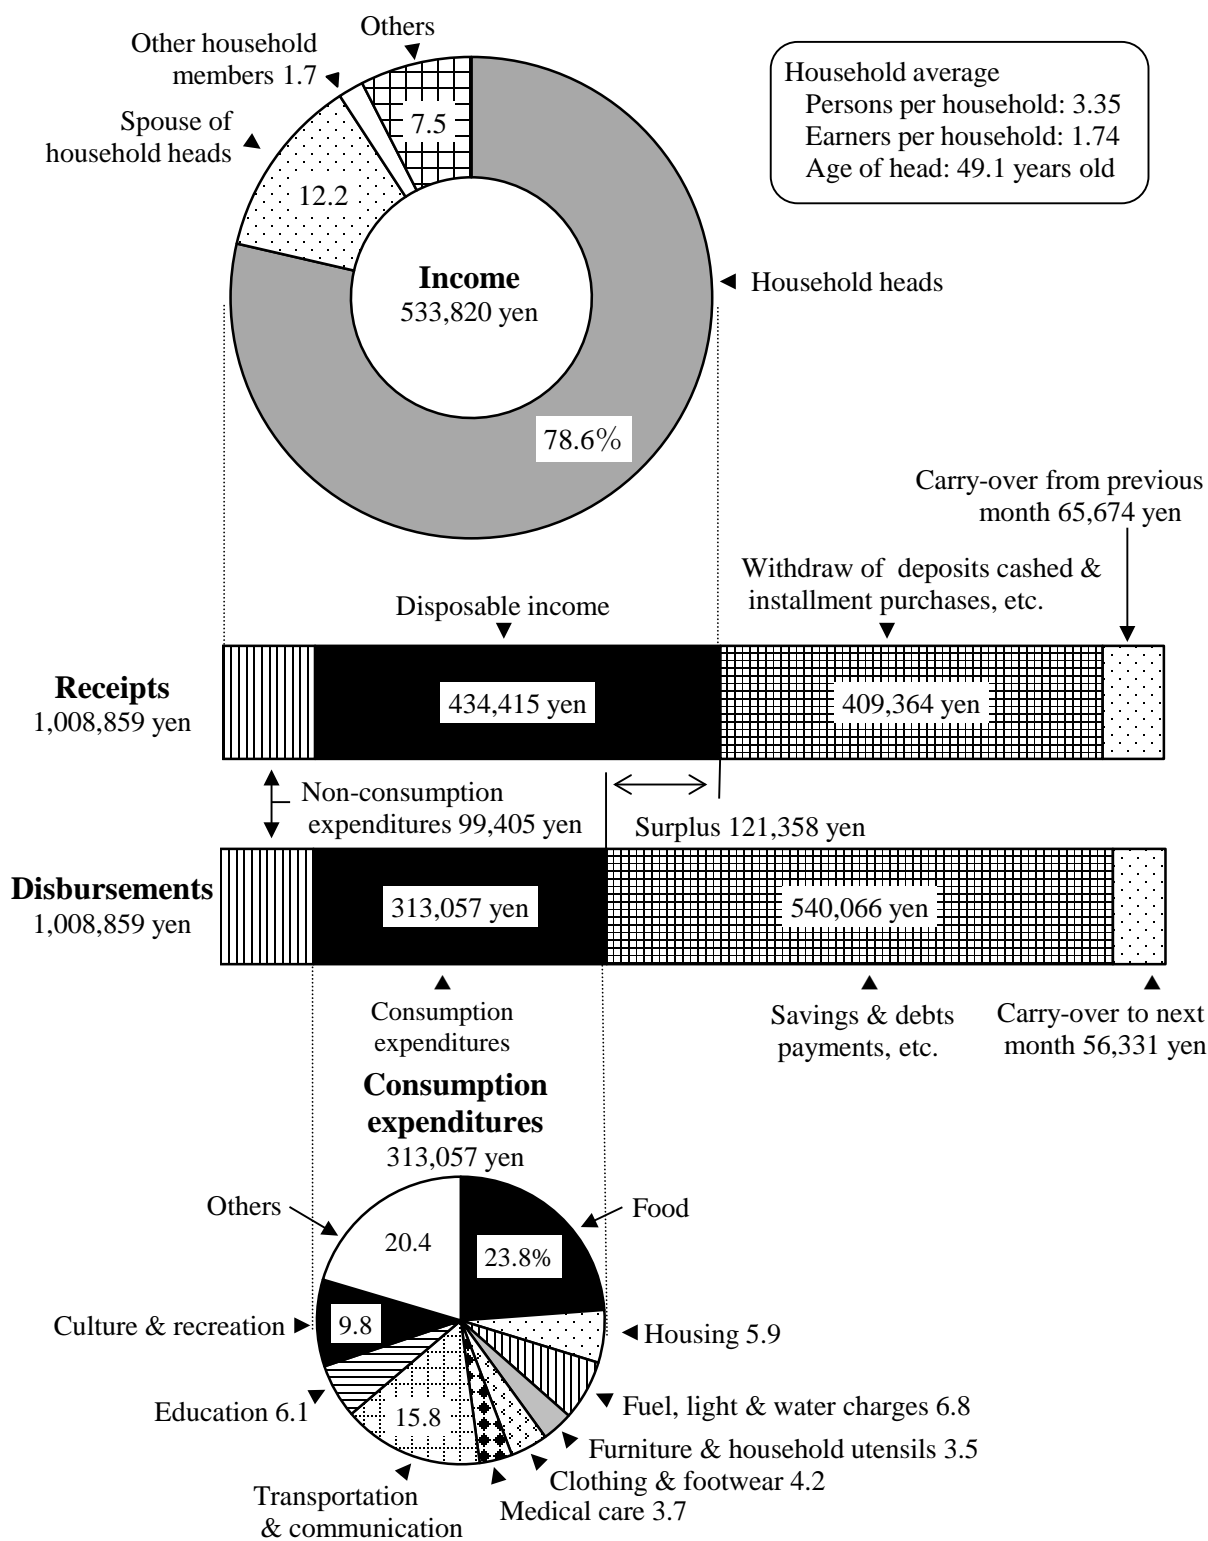 Others
Other household
members 1.7
Spouse of
household heads
7.5
12.2
Household average
Persons per household: 3.35
Earners per household: 1.74
Age of head: 49.1 years old
Income
533,820 yen
Household heads
78.6%
Carry-over from previous
month 65,674 yen
Withdraw of deposits cashed &
installment purchases, etc.
Disposable income
Receipts
1,008,859 yen
434,415 yen
409,364 yen
Non-consumption
expenditures 99,405 yen
Surplus 121,358 yen
Disbursements
1,008,859 yen
313,057 yen
540,066 yen
Consumption
expenditures
Savings & debts
payments, etc.
Carry-over to next
month 56,331 yen
Consumption
expenditures
313,057 yen
Others
Food
20.4
23.8%
Culture & recreation
9.8
Housing 5.9
Education 6.1
15.8
Fuel, light & water charges 6.8
Furniture & household utensils 3.5
Clothing & footwear 4.2
Medical care 3.7
Transportation
& communication